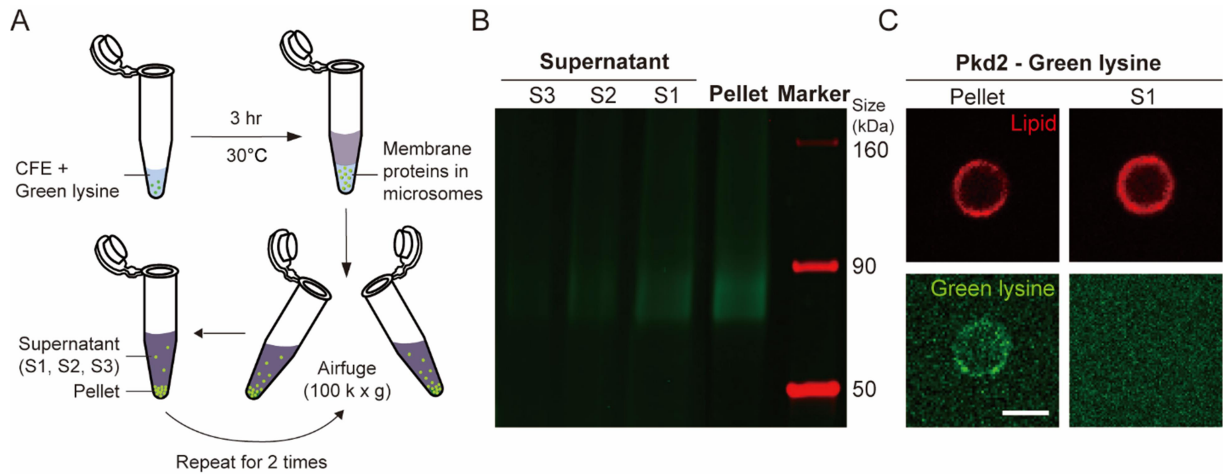 A
3 hr
30°C
CFE +
Green lysine
Membrane
proteins in
microsomes
Supernatant
(S1, S2, S3)
Pellet
Airfuge
(100 k x g)
Repeat for 2 times
B
Supernatant
S3 S2 S1 Pellet Marker Size
(kDa)
160
90
50
C
Pkd2 - Green lysine
Pellet S1
Lipid
Green lysine